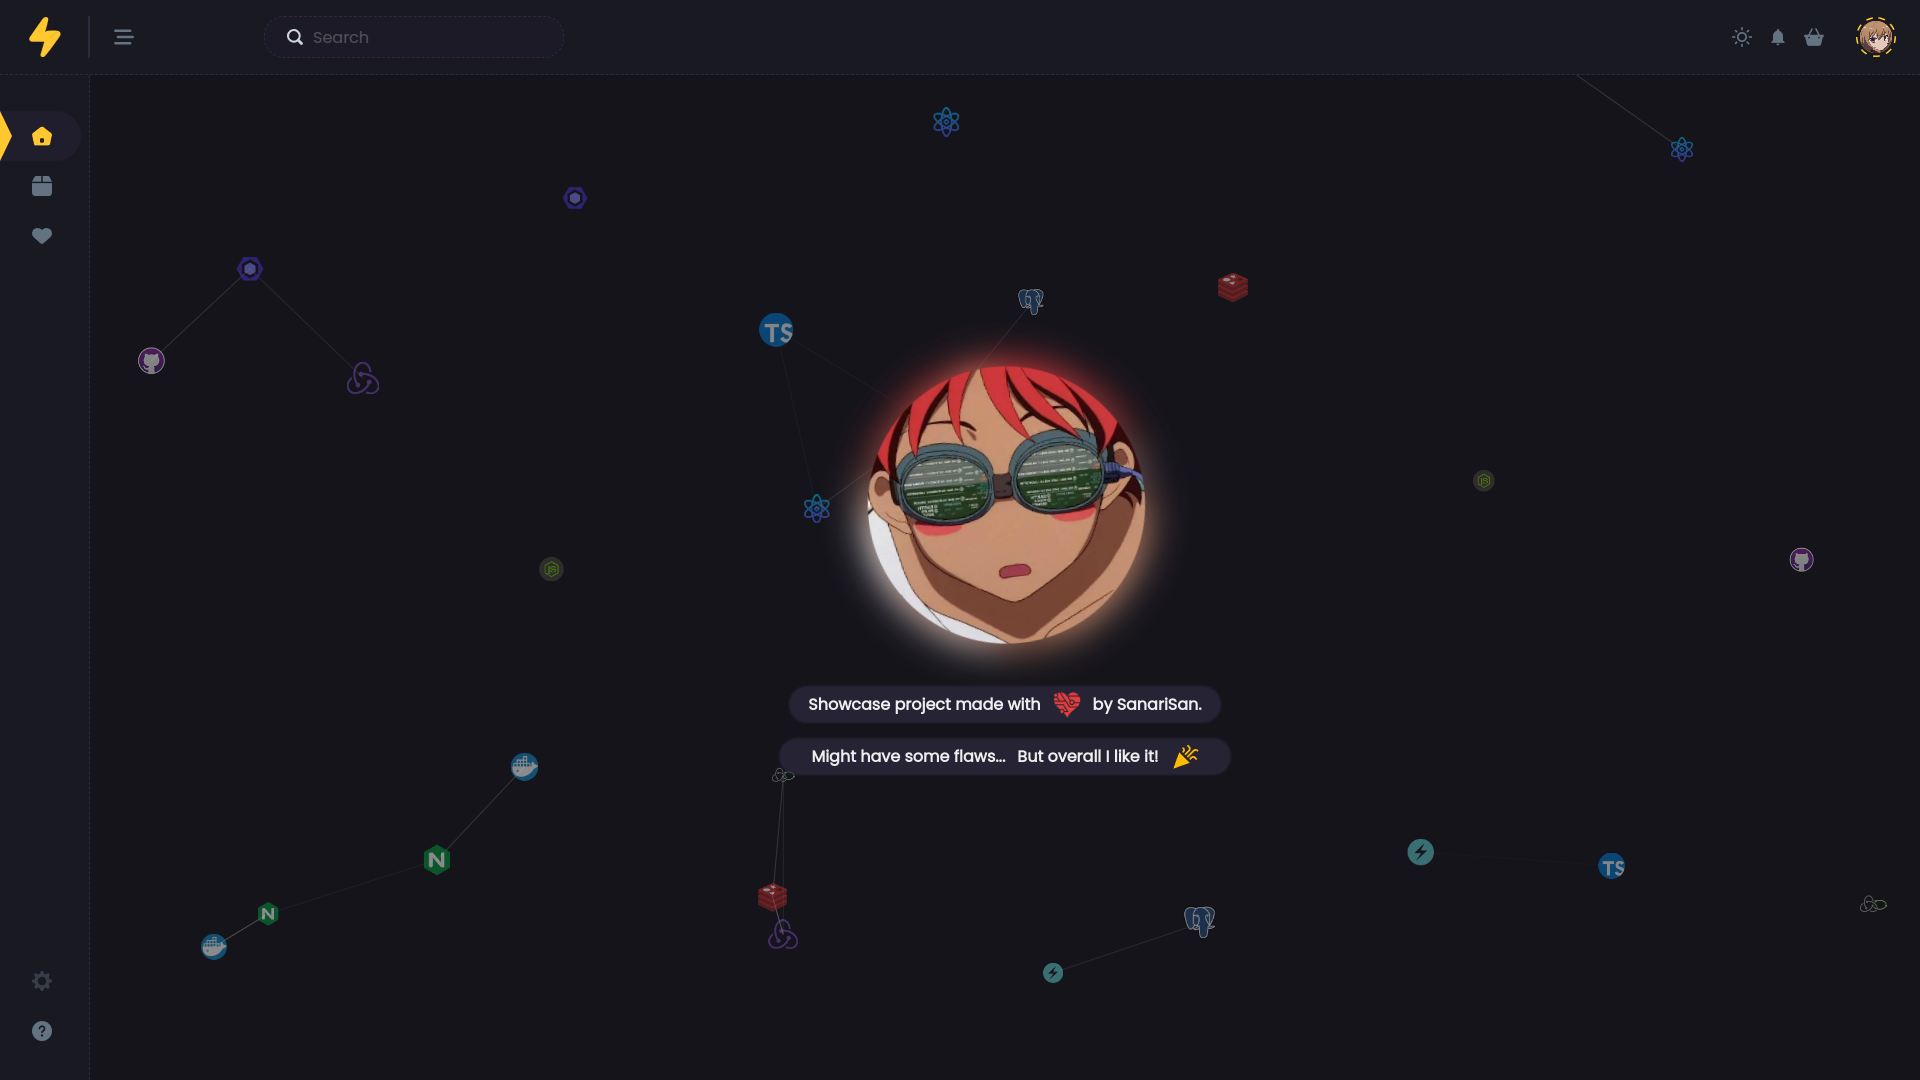 Search
TS
Showcase project made with by SanariSan.
Might have some flaws... But overall I like it!
N
TS
N